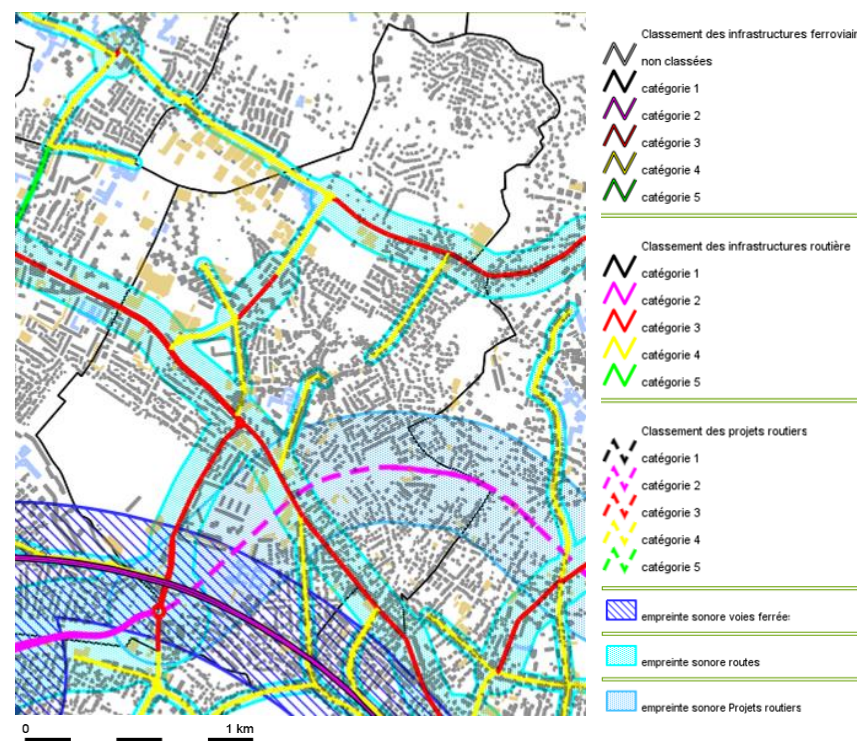 Classement des infrastructures ferroviair
non classées
catégorie 1
catégorie 2
catégorie 3
catégorie 4
catégorie 5
Classement des infrastructures routière
catégorie 1
catégorie 2
catégorie 3
catégorie 4
catégorie 5
Classement des projets routiers
catégorie 1
catégorie 2
catégorie 3
catégorie 4
catégorie 5
empreinte sonore voies ferrée
empreinte sonore routes
empreinte sonore Projets routiers
0 1 km